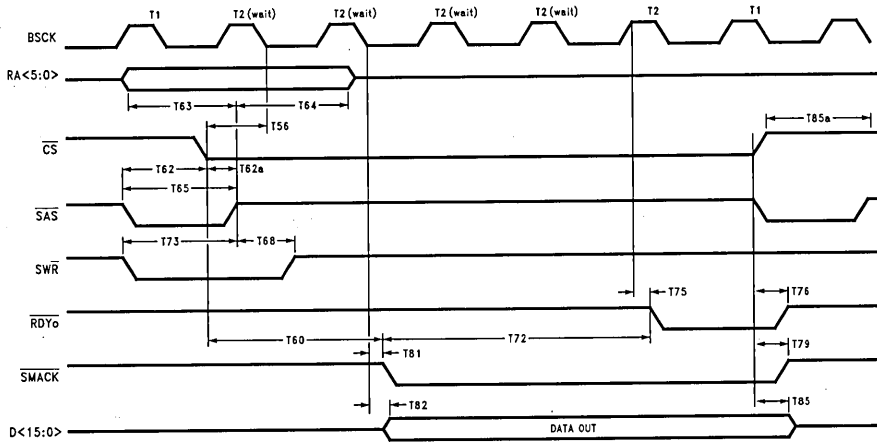 T1 T2 (wait) T2 (wait) T2 (wait) T2 (wait) T2 T1
BSCK
RA<5:0>
T63 T64
T56 T85a
CS
T62 T62a
T65
SAS
T73 T68
SWR
T75 T76
RDYo
T60 T72 T79
T81
SMACK
T82 T85
D<15:0> DATA OUT